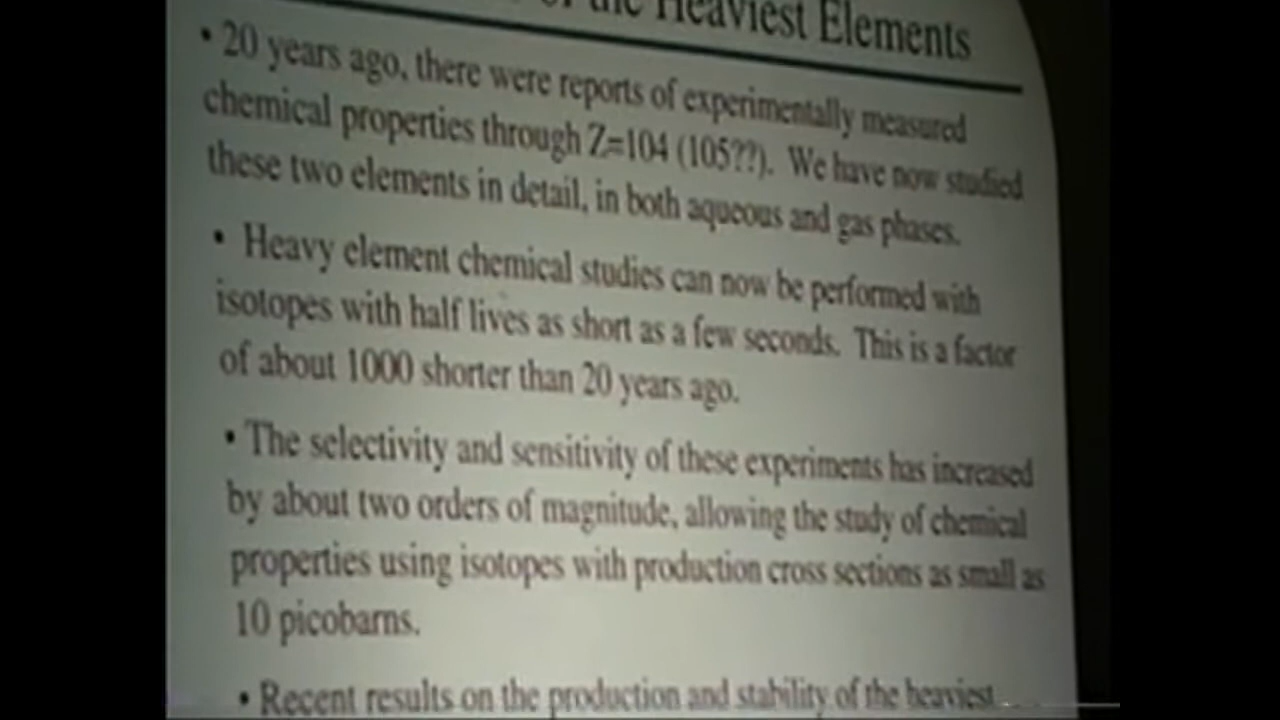 of the Heaviest Elements
• 20 years ago, there were reports of experimentally measured
chemical properties through Z=104 (105??). We have now studied
these two elements in detail, in both aqueous and gas phases.
• Heavy element chemical studies can now be performed with
isotopes with half lives as short as a few seconds. This is a factor
of about 1000 shorter than 20 years ago.
• The selectivity and sensitivity of these experiments has increased
by about two orders of magnitude, allowing the study of chemical
properties using isotopes with production cross sections as small as
10 picobarns.
• Recent results on the production and stability of the heaviest